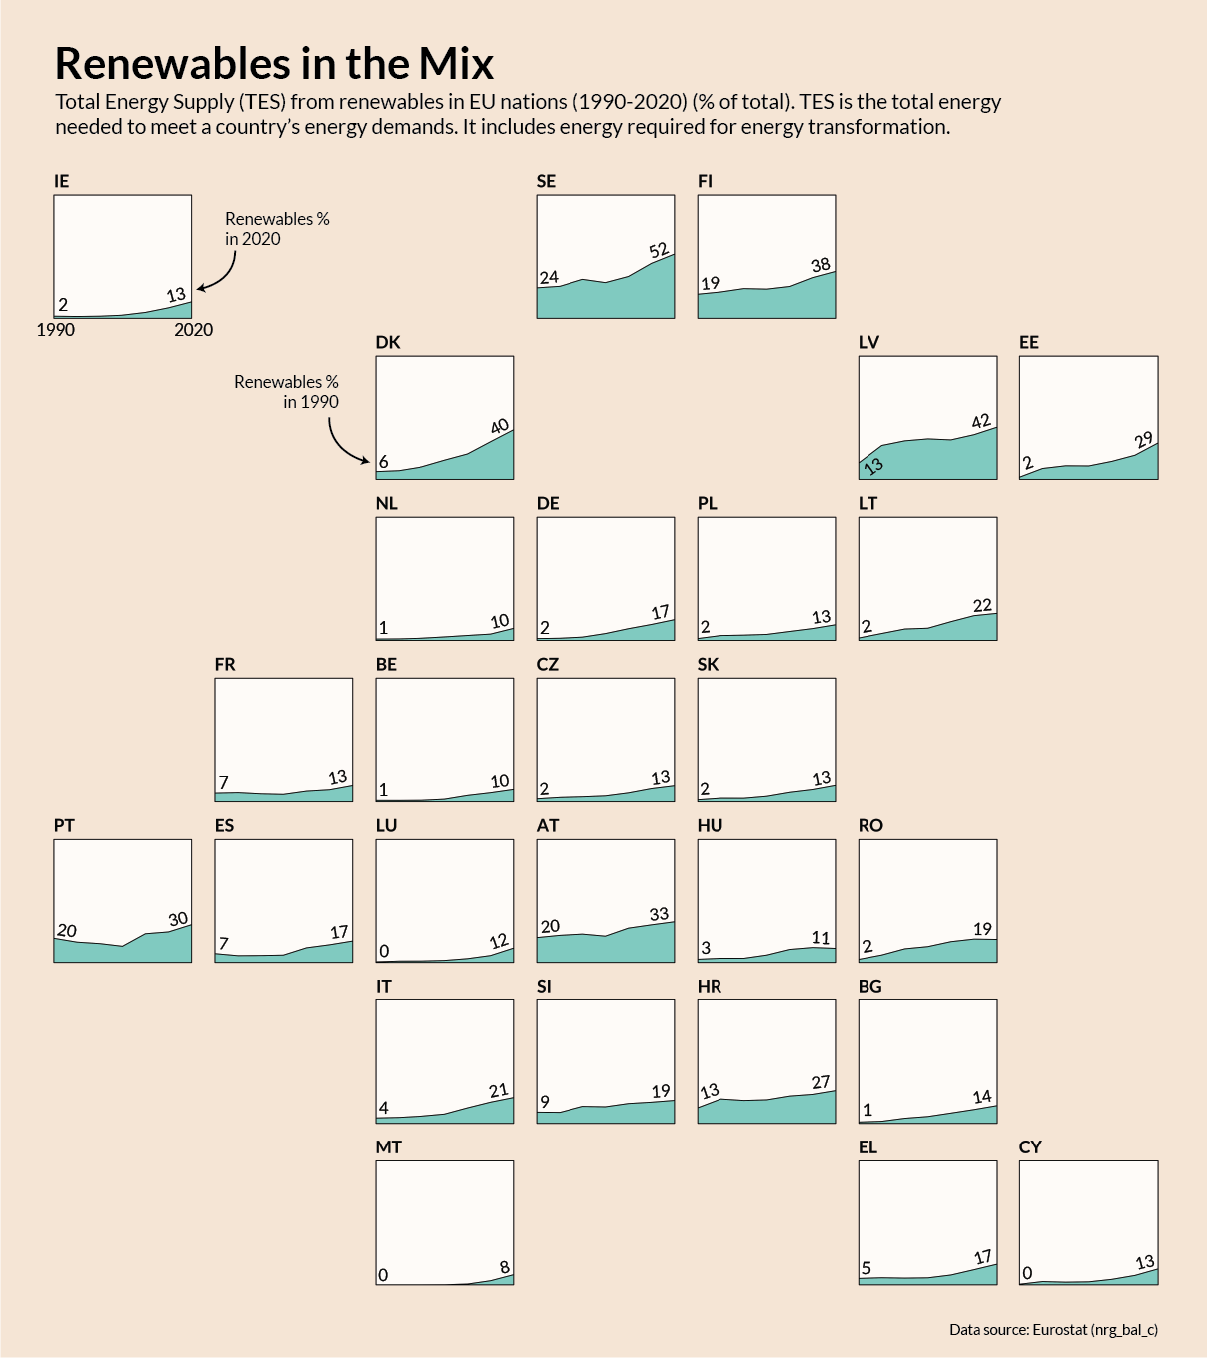 Renewables in the Mix
Total Energy Supply (TES) from renewables in EU nations (1990-2020) (% of total). TES is the total energy
needed to meet a country’s energy demands. It includes energy required for energy transformation.
IE
2
13
1990
2020
Renewables %
in 2020
SE
24
52
FI
19
38
Renewables %
in 1990
DK
6
40
LV
13
42
EE
2
29
NL
1
10
DE
2
17
PL
2
13
LT
2
22
FR
7
13
BE
1
10
CZ
2
13
SK
2
13
PT
20
30
ES
7
17
LU
0
12
AT
20
33
HU
3
11
RO
2
19
IT
4
21
SI
9
19
HR
13
27
BG
1
14
MT
0
8
EL
5
17
CY
0
13
Data source: Eurostat (nrg_bal_c)